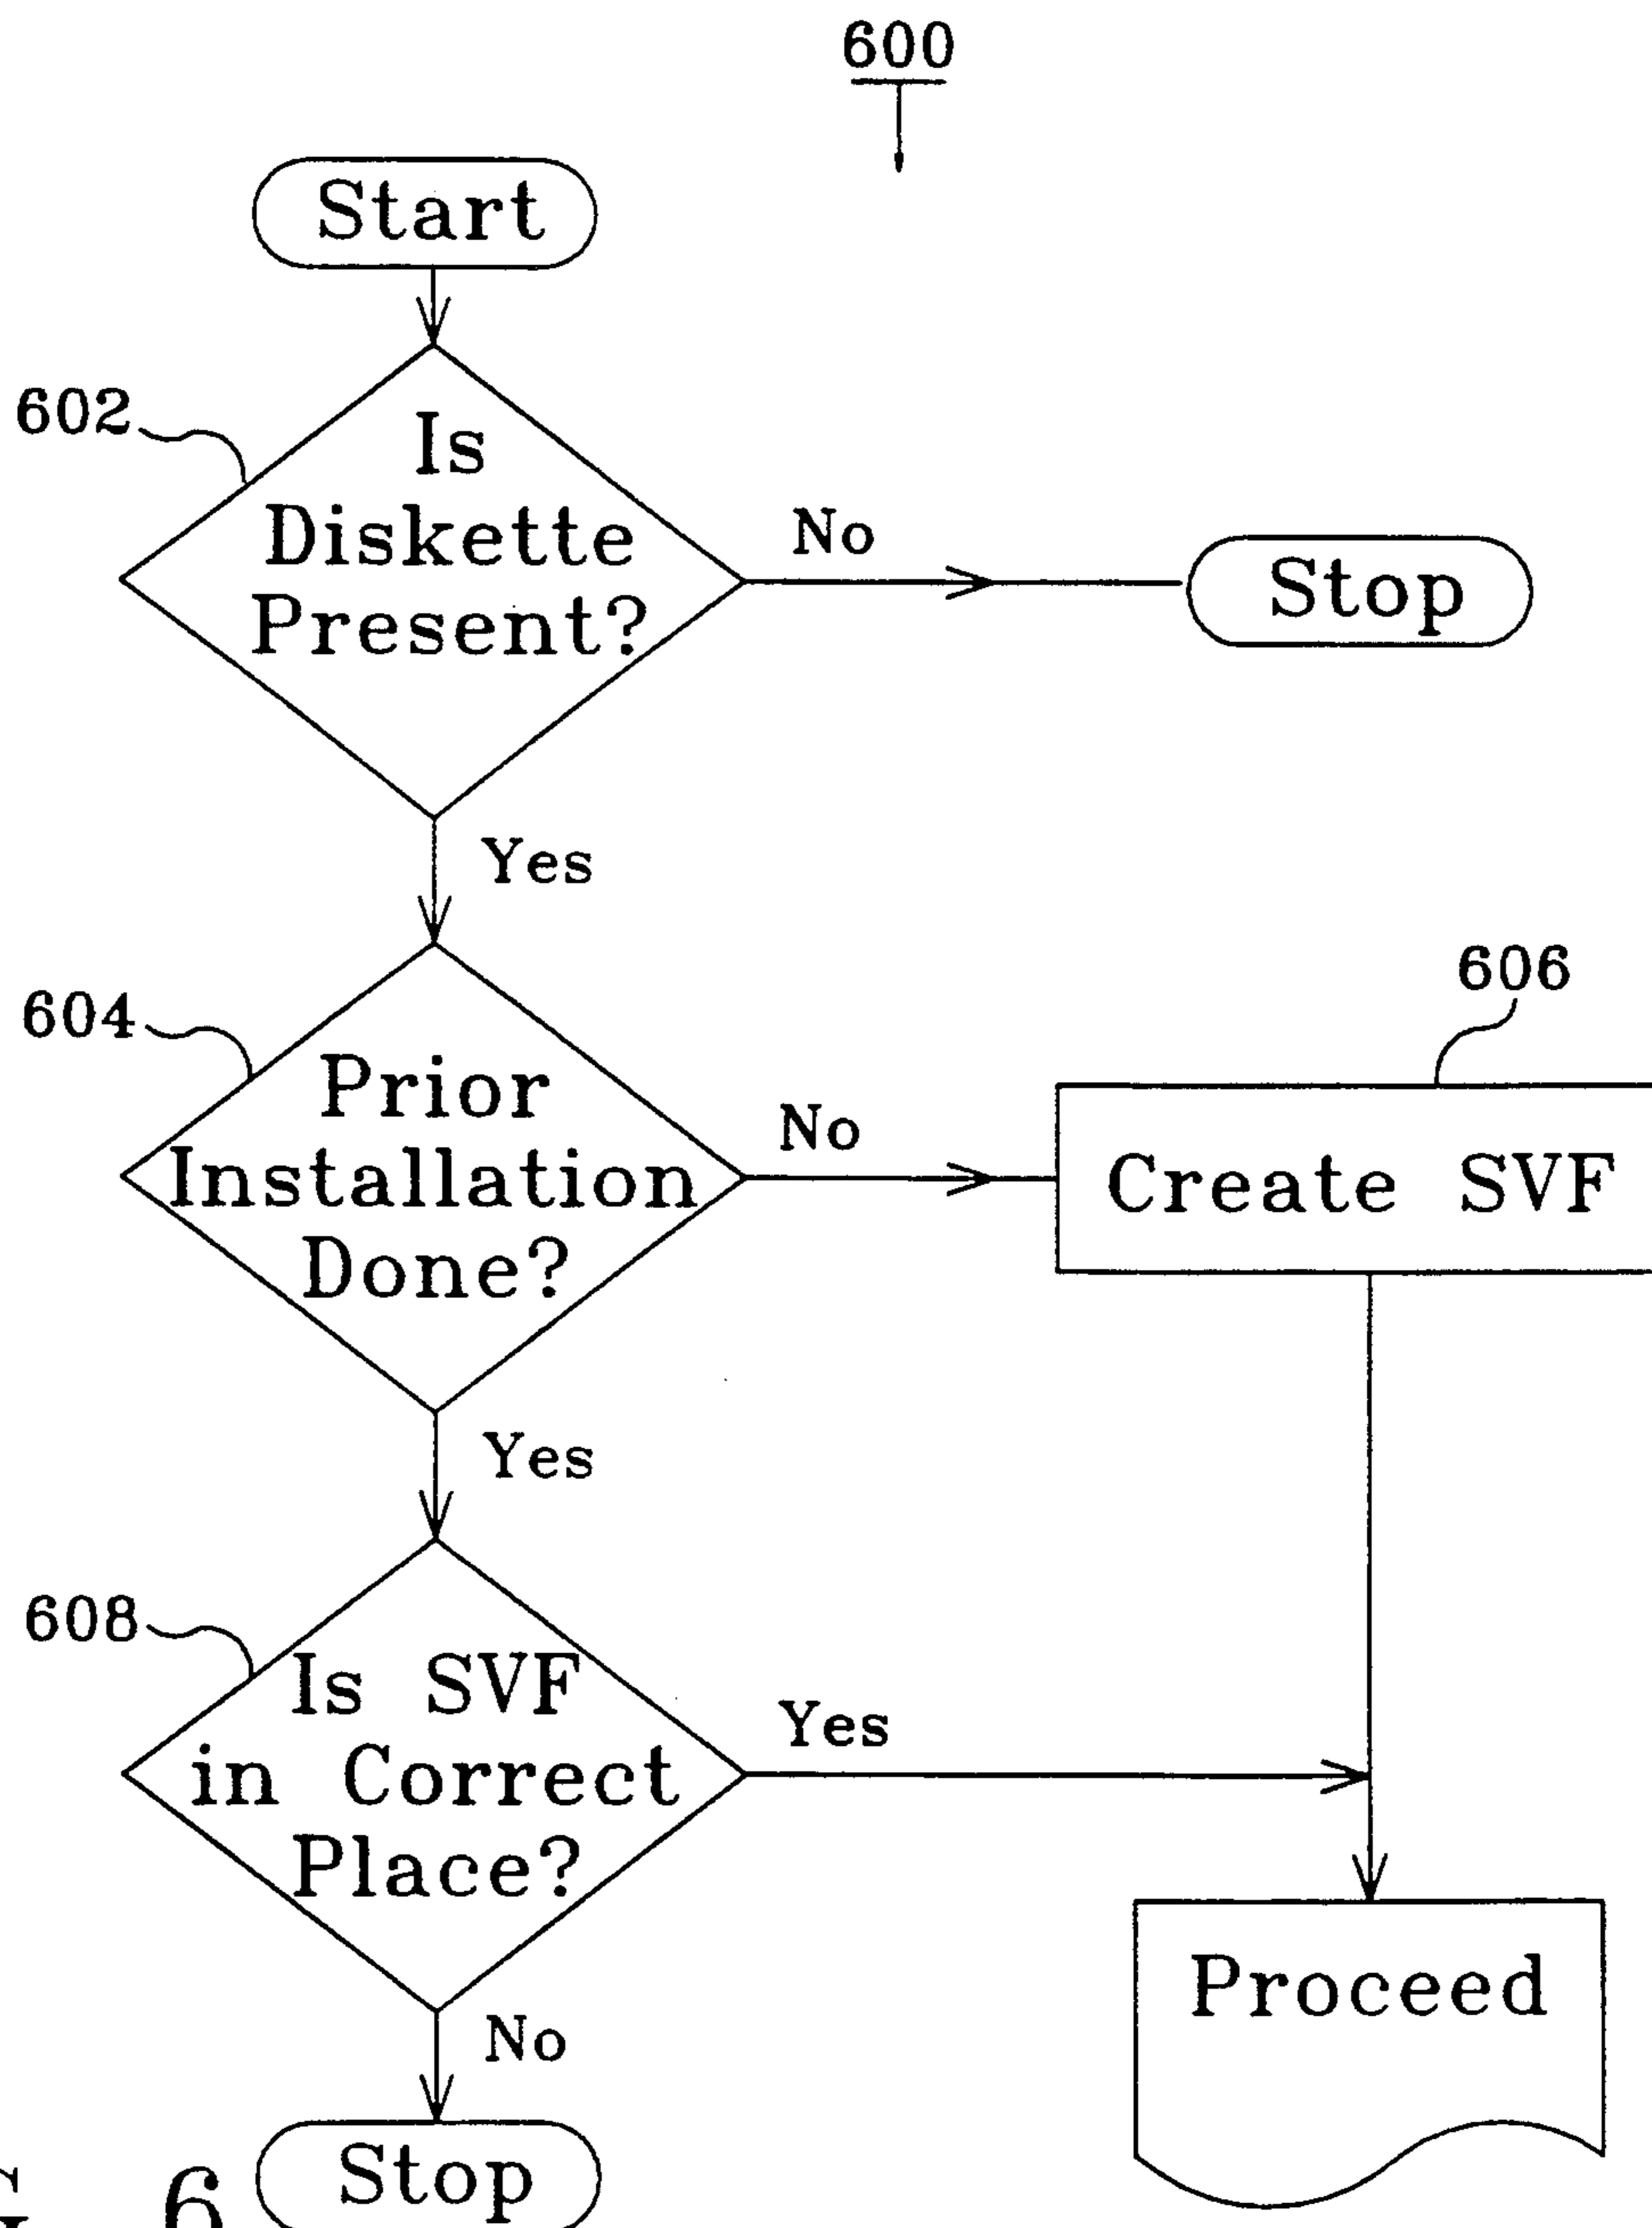 600
Start
602
Is
Diskette
Present?
No
Stop
Yes
604
Prior
Installation
Done?
No
606
Create SVF
Yes
608
Is SVF
in Correct
Place?
Yes
Proceed
No
Stop
6